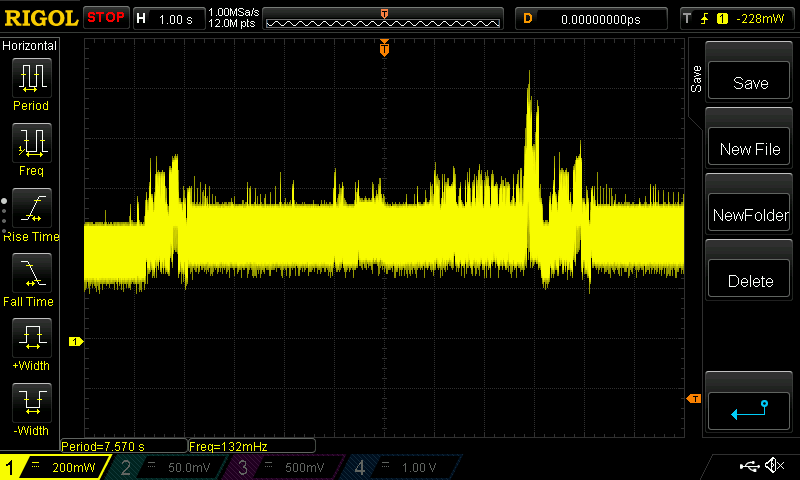 RIGOL STOP H 1.00 s 1.00MSa/s 12.0M pts T D 0.00000000ps T 1 -228mW
Horizontal
Period
Freq
Rise Time
Fall Time
+Width
-Width
T
1
T
Save
Save
New File
NewFolder
Delete
Period=7.570 s Freq=132mHz
1 200mW 2 50.0mV 3 500mV 4 1.00 V